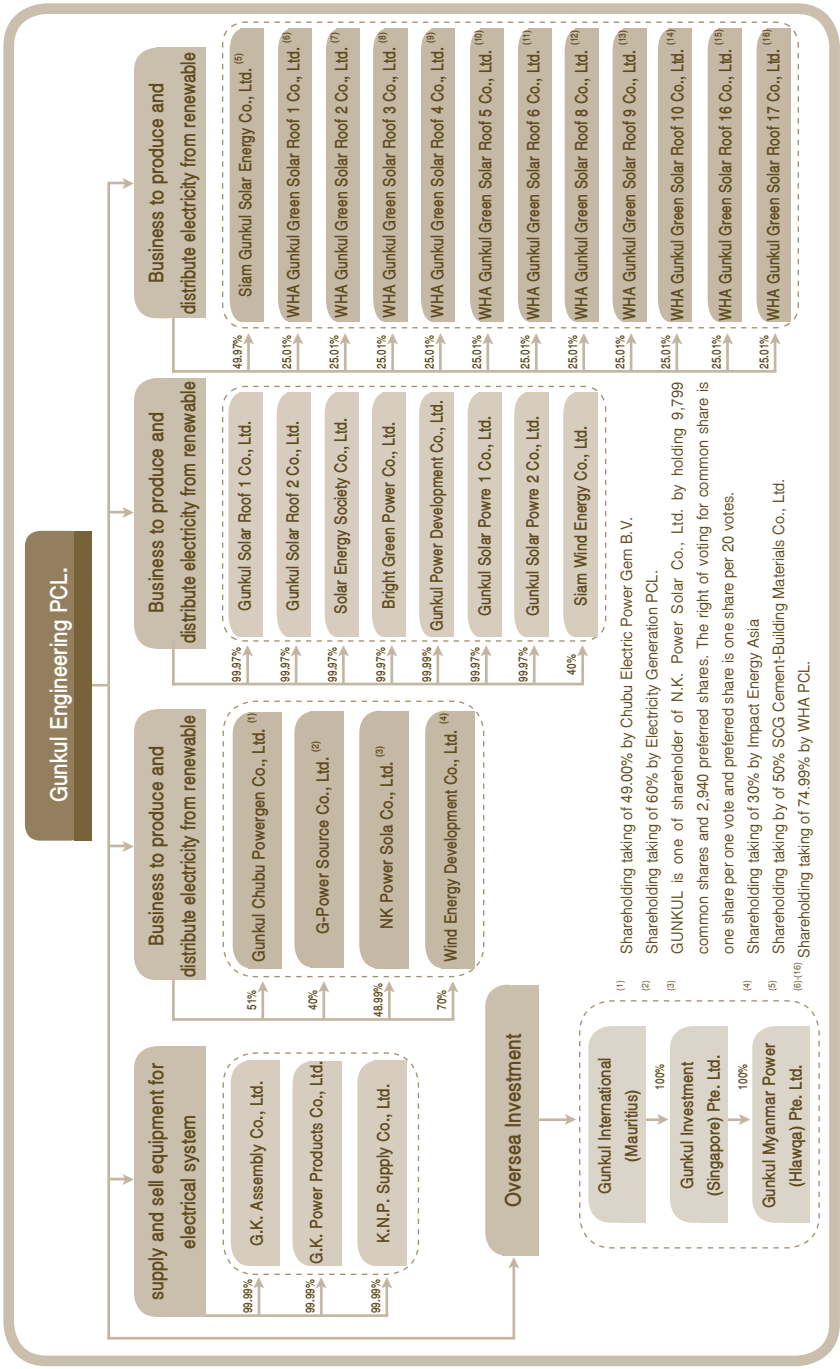 Gunkul Engineering PCL.
supply and sell equipment for
electrical system
99.99%
G.K. Assembly Co., Ltd.
99.99%
G.K. Power Products Co., Ltd.
99.99%
K.N.P. Supply Co., Ltd.
Business to produce and
distribute electricity from renewable
51%
Gunkul Chubu Powergen Co., Ltd. (1)
40%
G-Power Source Co., Ltd. (2)
48.99%
NK Power Sola Co., Ltd. (3)
70%
Wind Energy Development Co., Ltd. (4)
Business to produce and
distribute electricity from renewable
99.97%
Gunkul Solar Roof 1 Co., Ltd.
99.97%
Gunkul Solar Roof 2 Co., Ltd.
99.97%
Solar Energy Society Co., Ltd.
99.97%
Bright Green Power Co., Ltd.
99.99%
Gunkul Power Development Co., Ltd.
99.97%
Gunkul Solar Powre 1 Co., Ltd.
99.97%
Gunkul Solar Powre 2 Co., Ltd.
40%
Siam Wind Energy Co., Ltd.
Business to produce and
distribute electricity from renewable
49.97%
Siam Gunkul Solar Energy Co., Ltd. (5)
25.01%
WHA Gunkul Green Solar Roof 1 Co., Ltd. (6)
25.01%
WHA Gunkul Green Solar Roof 2 Co., Ltd. (7)
25.01%
WHA Gunkul Green Solar Roof 3 Co., Ltd. (8)
25.01%
WHA Gunkul Green Solar Roof 4 Co., Ltd. (9)
25.01%
WHA Gunkul Green Solar Roof 5 Co., Ltd. (10)
25.01%
WHA Gunkul Green Solar Roof 6 Co., Ltd. (11)
25.01%
WHA Gunkul Green Solar Roof 8 Co., Ltd. (12)
25.01%
WHA Gunkul Green Solar Roof 9 Co., Ltd. (13)
25.01%
WHA Gunkul Green Solar Roof 10 Co., Ltd. (14)
25.01%
WHA Gunkul Green Solar Roof 16 Co., Ltd. (15)
25.01%
WHA Gunkul Green Solar Roof 17 Co., Ltd. (16)
Oversea Investment
Gunkul International
(Mauritius)
100%
Gunkul Investment
(Singapore) Pte. Ltd.
100%
Gunkul Myanmar Power
(Hlawqa) Pte. Ltd.
(1) Shareholding taking of 49.00% by Chubu Electric Power Gem B.V.
(2) Shareholding taking of 60% by Electricity Generation PCL.
(3) GUNKUL is one of shareholder of N.K. Power Solar Co., Ltd. by holding 9,799
common shares and 2,940 preferred shares. The right of voting for common share is
one share per one vote and preferred share is one share per 20 votes.
(4) Shareholding taking of 30% by Impact Energy Asia
(5) Shareholding taking by of 50% SCG Cement-Building Materials Co., Ltd.
(6)-(16) Shareholding taking of 74.99% by WHA PCL.